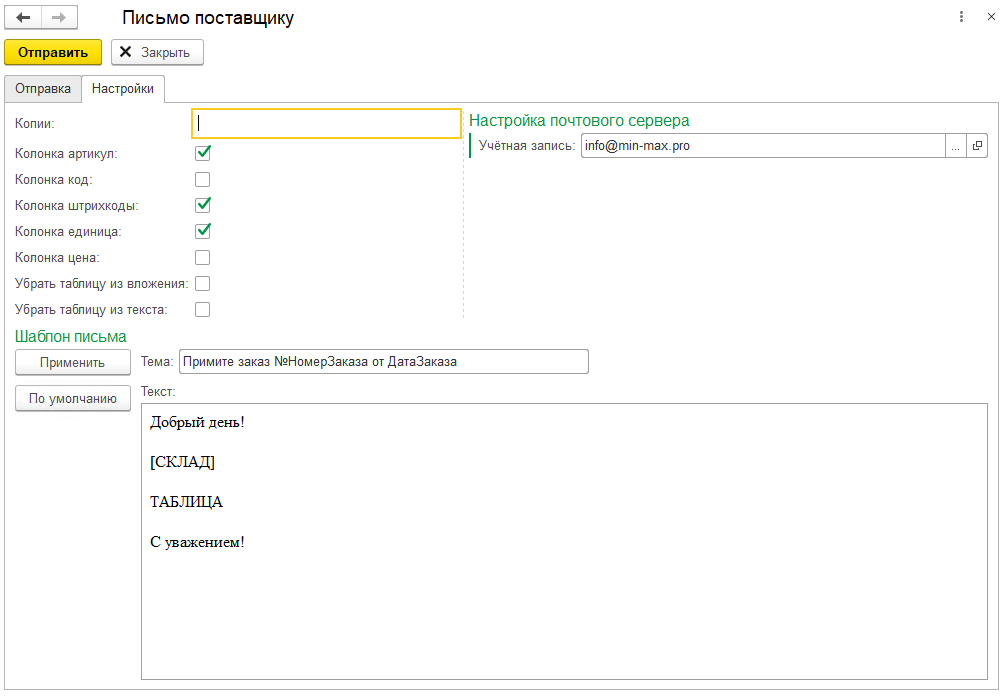 Письмо поставщику
Отправить Закрыть
Отправка Настройки
Копии:
Колонка артикул:
Колонка код:
Колонка штрихкоды:
Колонка единица:
Колонка цена:
Убрать таблицу из вложения:
Убрать таблицу из текста:
Настройка почтового сервера
Учётная запись: info@min-max.pro ...
Шаблон письма
Применить Тема: Примите заказ №НомерЗаказа от ДатаЗаказа
По умолчанию Текст:
Добрый день!
[СКЛАД]
ТАБЛИЦА
С уважением!